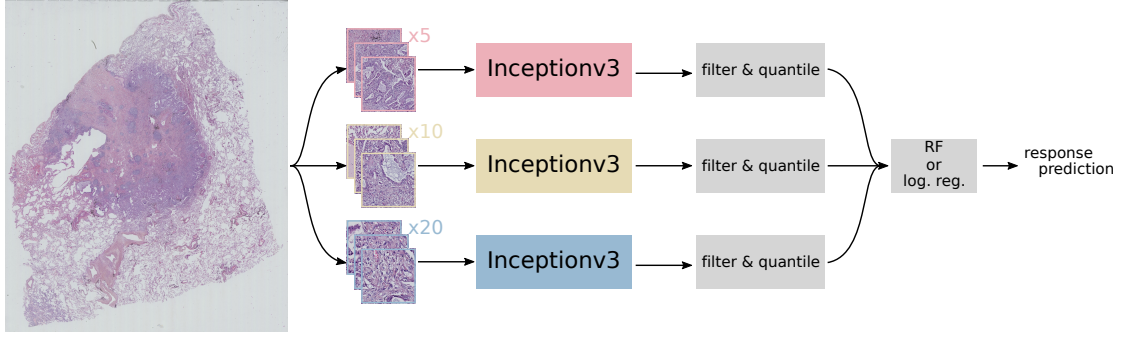 x5
Inceptionv3
filter & quantile
x10
Inceptionv3
filter & quantile
x20
Inceptionv3
filter & quantile
RF
or
log. reg.
response
prediction